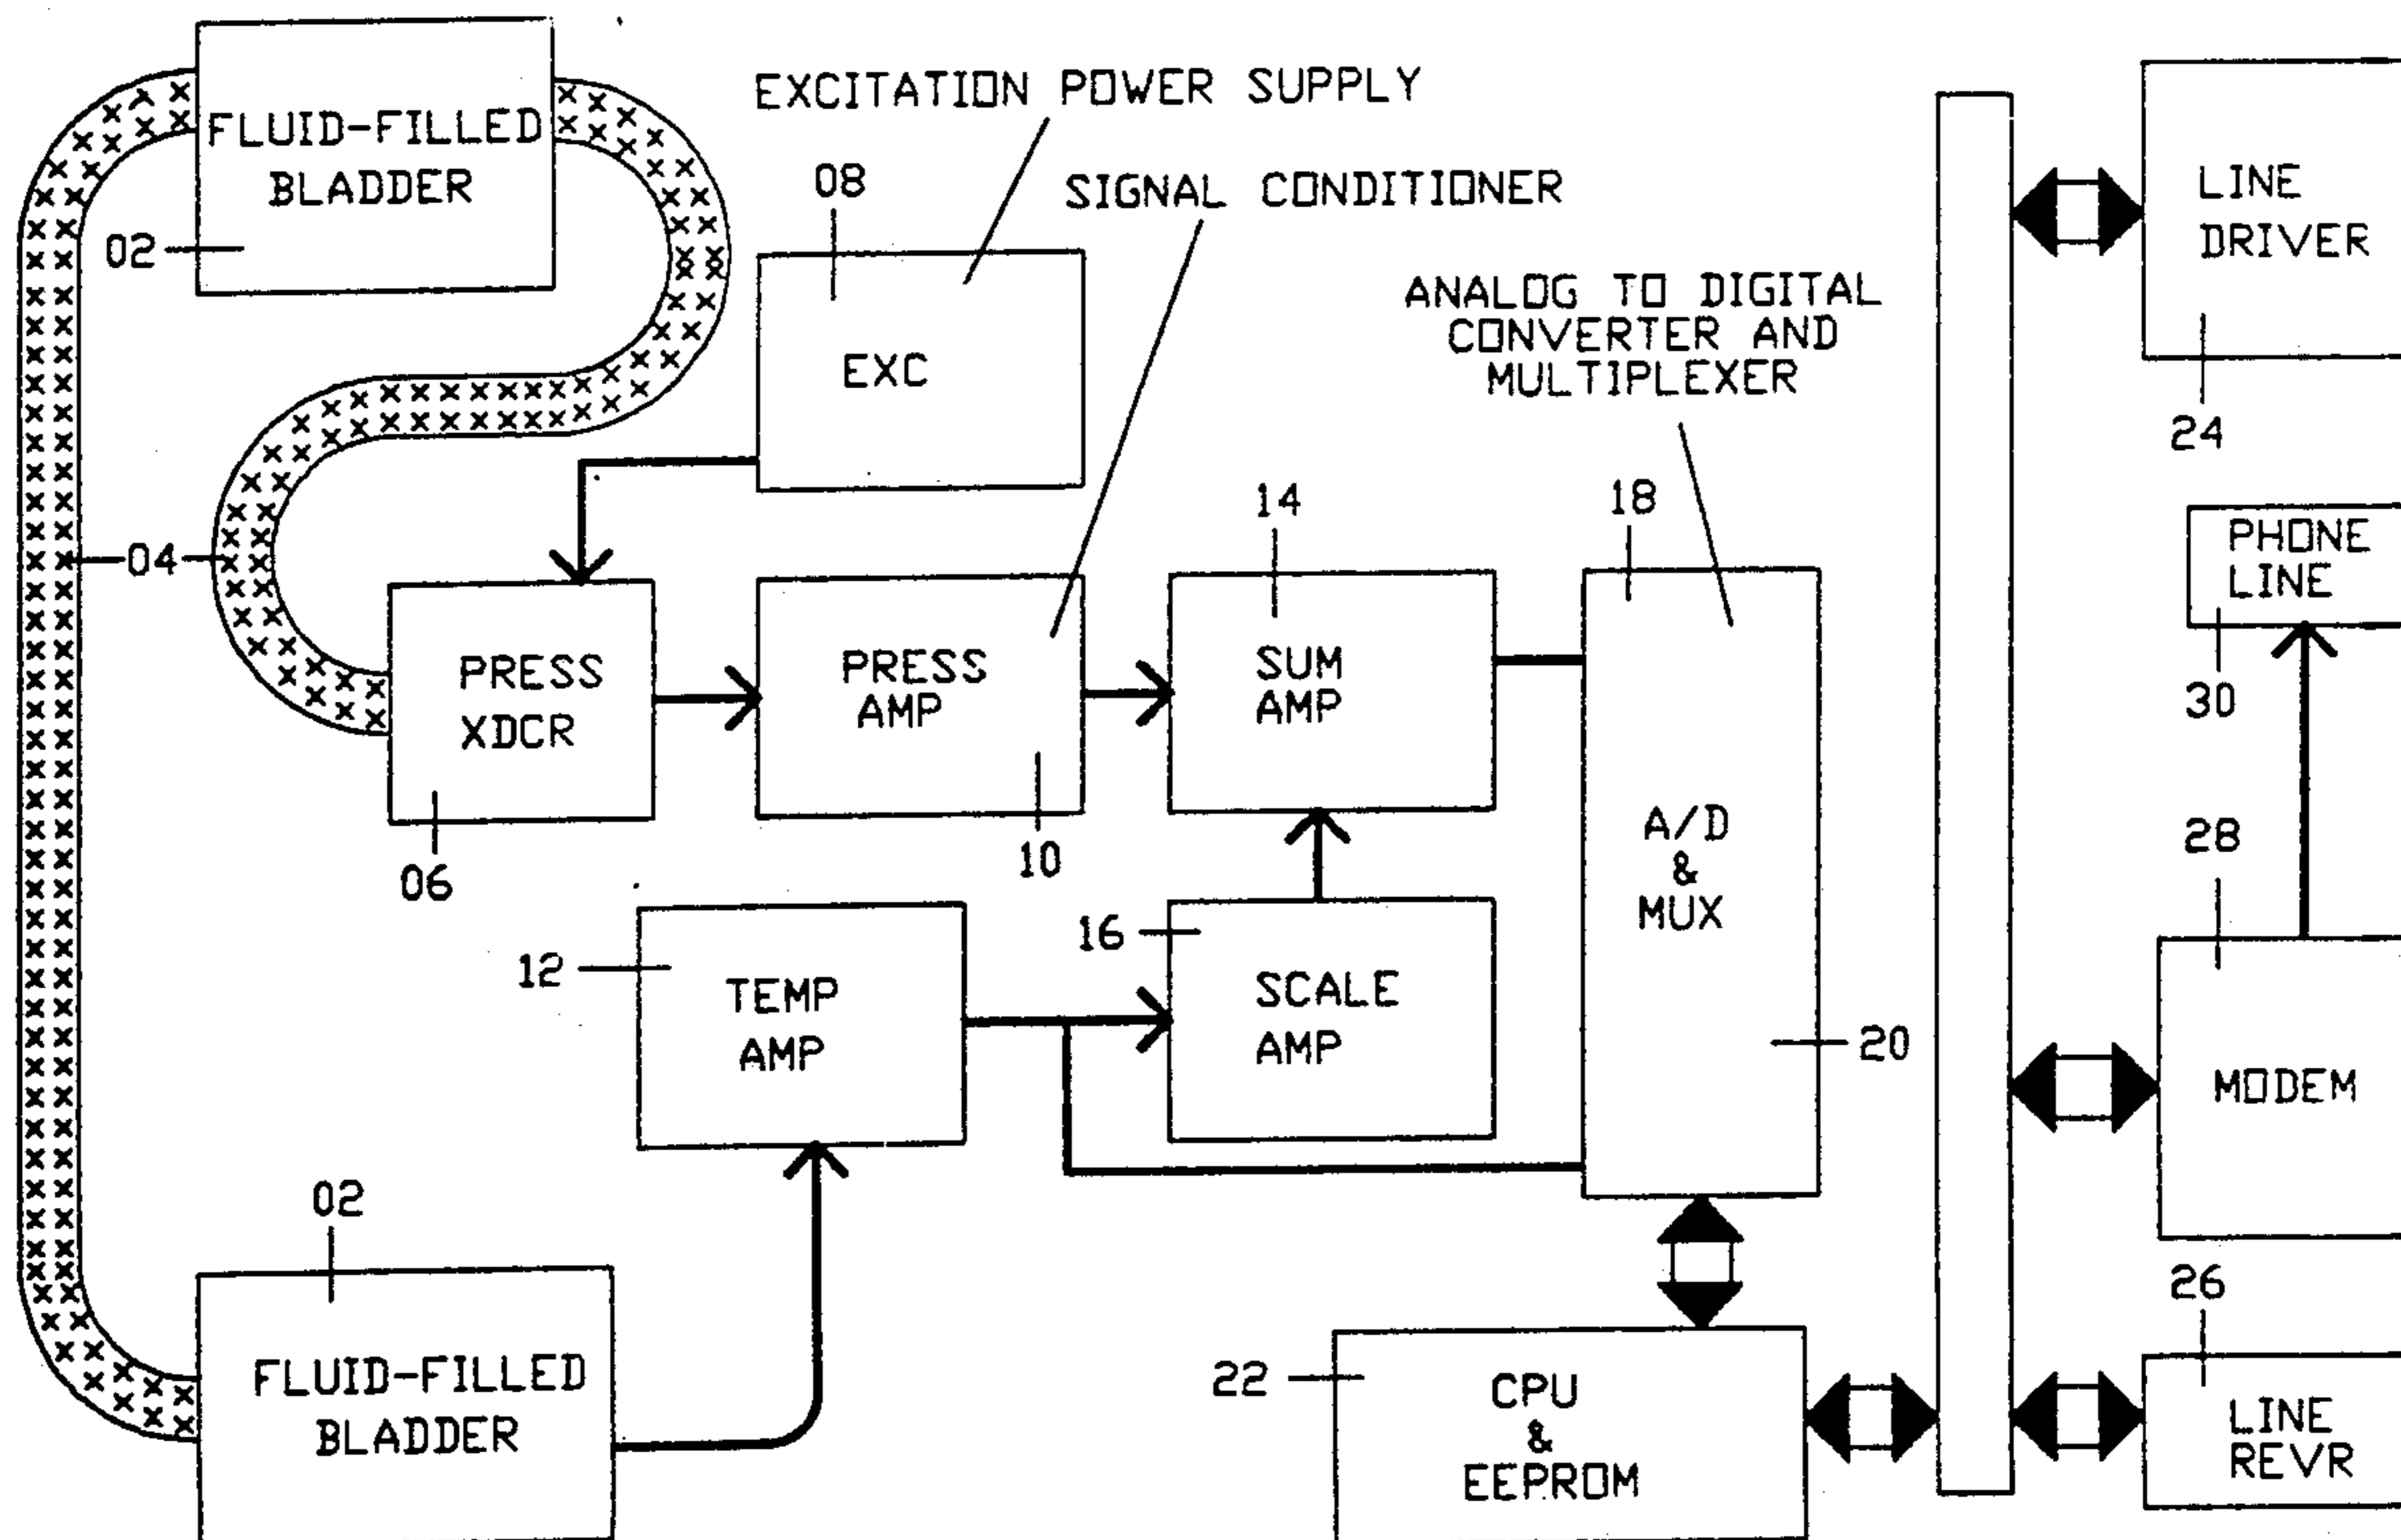 FLUID-FILLED
BLADDER
02
EXCITATION POWER SUPPLY
08
SIGNAL CONDITIONER
EXC
ANALOG TO DIGITAL
CONVERTER AND
MULTIPLEXER
LINE
DRIVER
24
04
PRESS
XDCR
06
PRESS
AMP
10
14
SUM
AMP
18
A/D
&
MUX
20
PHONE
LINE
30
28
MODEM
12
TEMP
AMP
16
SCALE
AMP
02
FLUID-FILLED
BLADDER
22
CPU
&
EEPROM
26
LINE
REVR